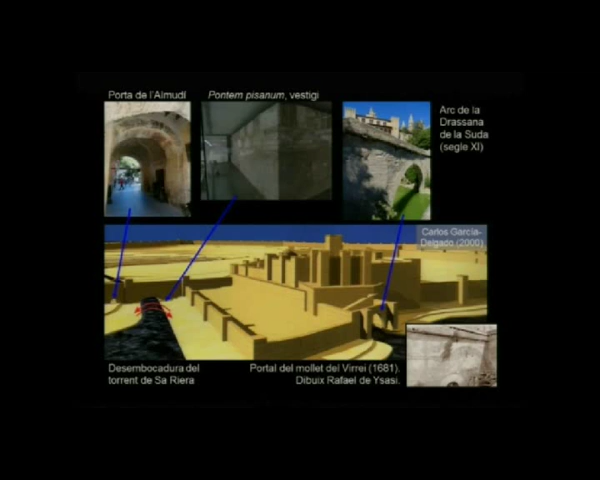 Porta de l'Almudí
Pontem pisanum, vestigi
Arc de la
Drassana
de la Suda
(segle XI)
Carlos García-
Delgado (2000)
Desembocadura del
torrent de Sa Riera
Portal del mollet del Virrei (1681).
Dibuix Rafael de Ysasi.